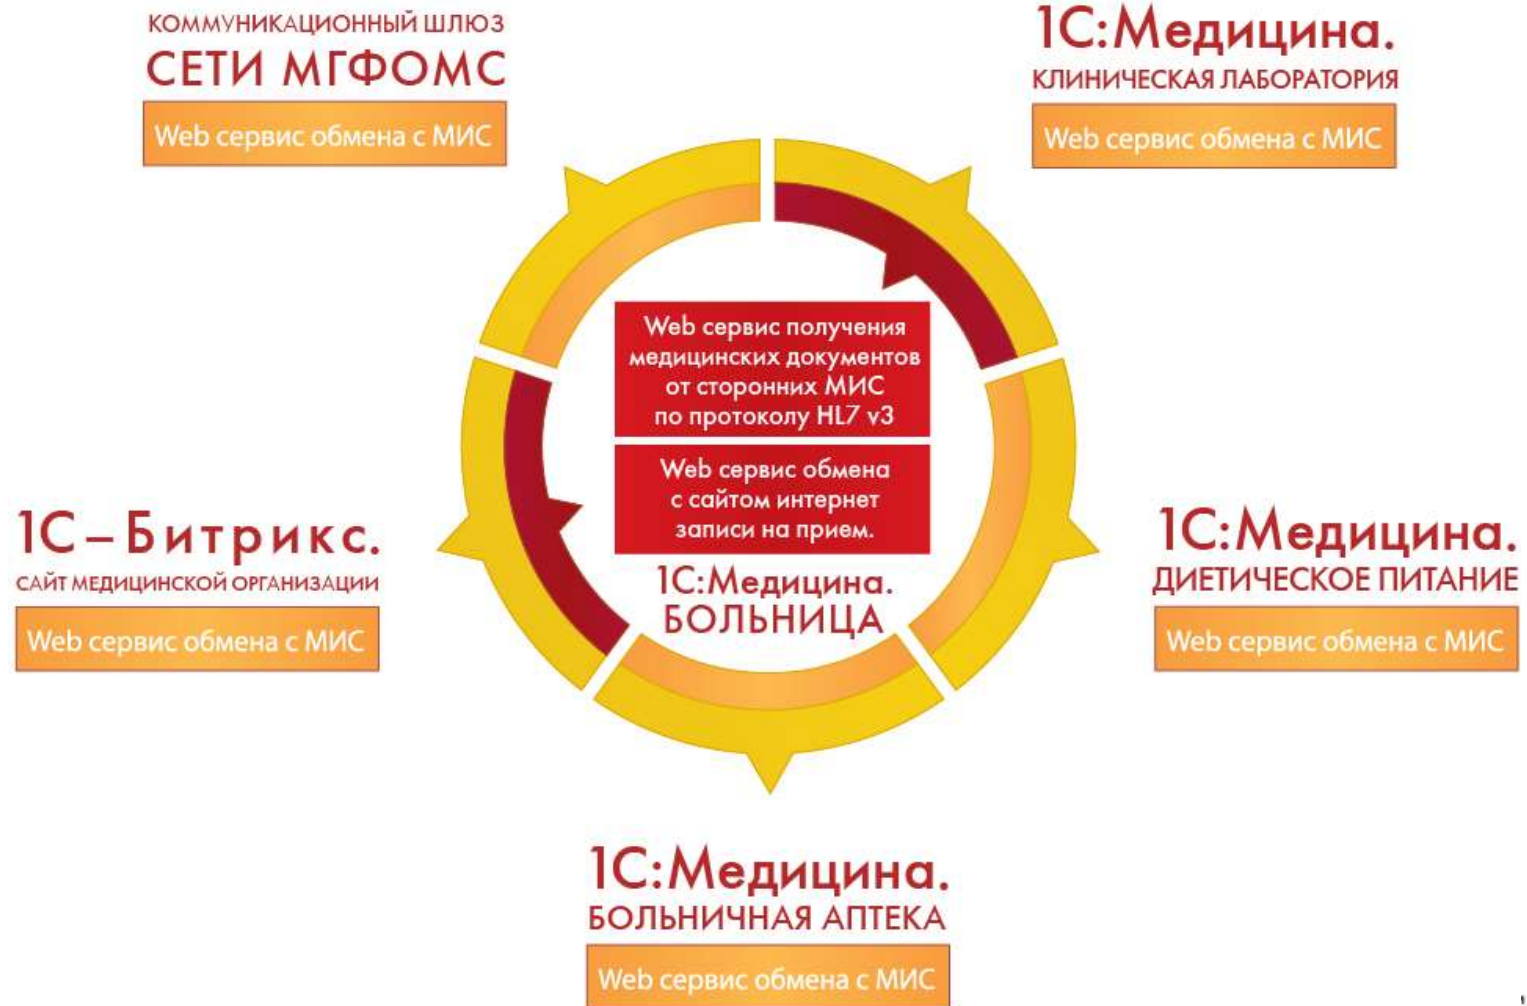 КОММУНИКАЦИОННЫЙ ШЛЮЗ
СЕТИ МГФОМС
Web сервис обмена с МИС
1С:Медицина.
КЛИНИЧЕСКАЯ ЛАБОРАТОРИЯ
Web сервис обмена с МИС
Web сервис получения
медицинских документов
от сторонних МИС
по протоколу HL7 v3
Web сервис обмена
с сайтом интернет
записи на прием.
1С:Медицина.
БОЛЬНИЦА
1С–Битрикс.
САЙТ МЕДИЦИНСКОЙ ОРГАНИЗАЦИИ
Web сервис обмена с МИС
1С:Медицина.
ДИЕТИЧЕСКОЕ ПИТАНИЕ
Web сервис обмена с МИС
1С:Медицина.
БОЛЬНИЧНАЯ АПТЕКА
Web сервис обмена с МИС